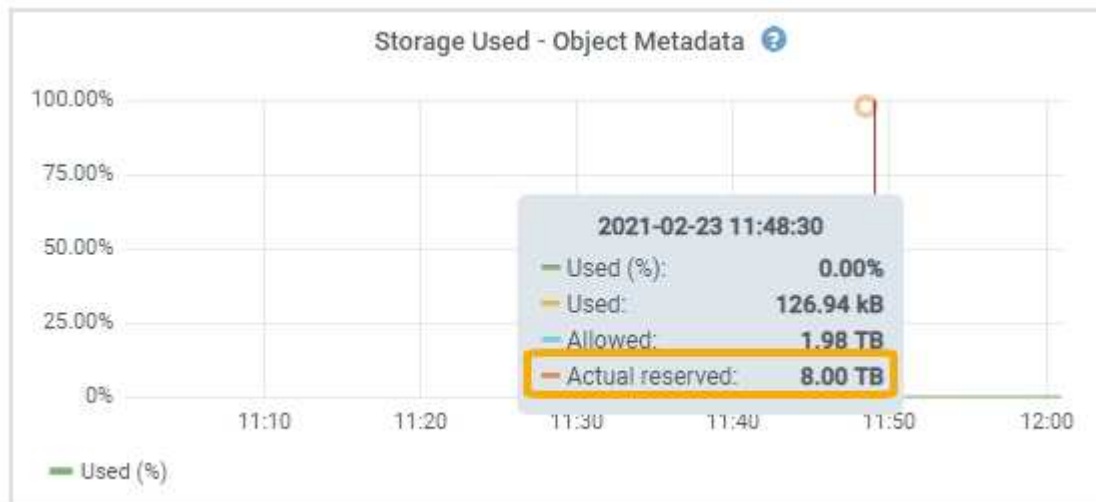 Storage Used - Object Metadata ?
100.00%
75.00%
50.00%
25.00%
0%
2021-02-23 11:48:30
Used (%): 0.00%
Used: 126.94 kB
Allowed: 1.98 TB
Actual reserved: 8.00 TB
11:10 11:20 11:30 11:40 11:50 12:00
Used (%)